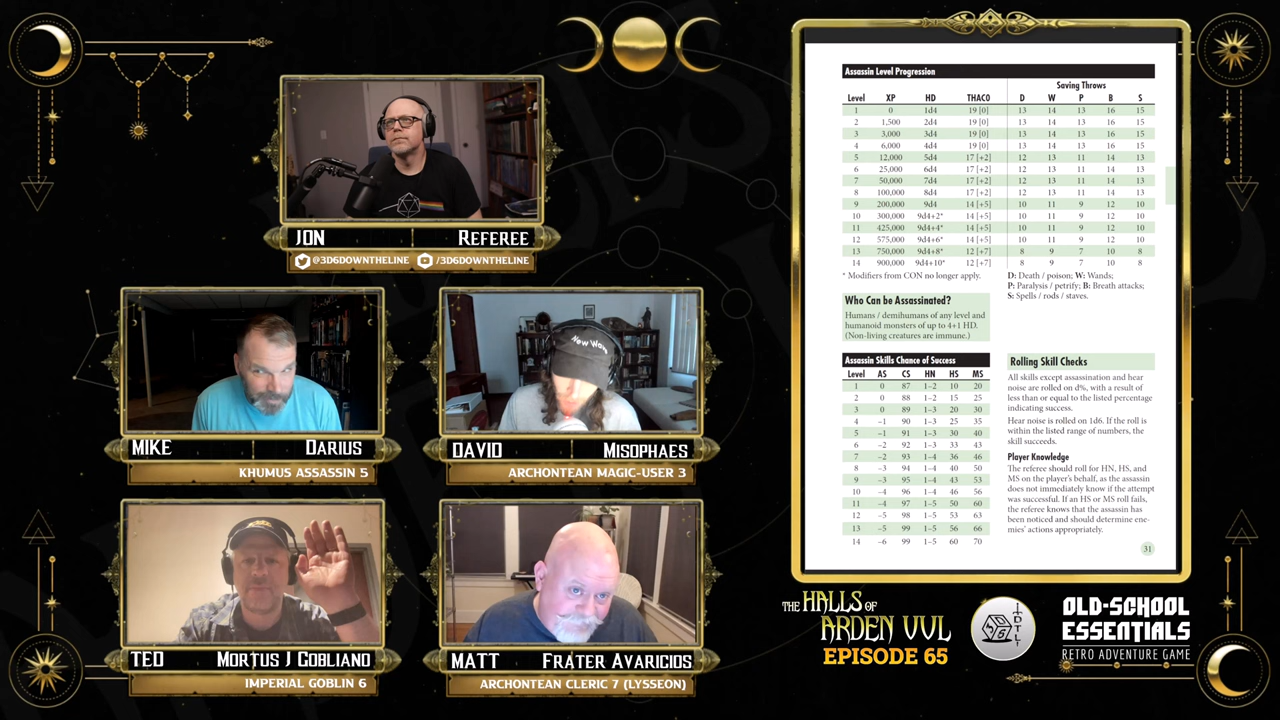 JON REFEREE
@3D6DOWNTHELINE /3D6DOWNTHELINE
MIKE DARIUS
KHUMUS ASSASSIN 5
New Wave
DAVID MISOPHAES
ARCHONTEAN MAGIC-USER 3
TED MORTUS J GOBLIANO
IMPERIAL GOBLIN 6
MATT FRATER AVARICIOS
ARCHONTEAN CLERIC 7 (LYSSEON)
Assassin Level Progression
Saving Throws
Level XP HD THAC0 D W P B S
1 0 1d4 19 [0] 13 14 13 16 15
2 1,500 2d4 19 [0] 13 14 13 16 15
3 3,000 3d4 19 [0] 13 14 13 16 15
4 6,000 4d4 19 [0] 13 14 13 16 15
5 12,000 5d4 17 [+2] 12 13 11 14 13
6 25,000 6d4 17 [+2] 12 13 11 14 13
7 50,000 7d4 17 [+2] 12 13 11 14 13
8 100,000 8d4 17 [+2] 12 13 11 14 13
9 200,000 9d4 14 [+5] 10 11 9 12 10
10 300,000 9d4+2* 14 [+5] 10 11 9 12 10
11 425,000 9d4+4* 14 [+5] 10 11 9 12 10
12 575,000 9d4+6* 14 [+5] 10 11 9 12 10
13 750,000 9d4+8* 12 [+7] 8 9 7 10 8
14 900,000 9d4+10* 12 [+7] 8 9 7 10 8
* Modifiers from CON no longer apply.
D: Death / poison; W: Wands;
P: Paralysis / petrify; B: Breath attacks;
S: Spells / rods / staves.
Who Can be Assassinated?
Humans / demihumans of any level and
humanoid monsters of up to 4+1 HD.
(Non-living creatures are immune.)
Assassin Skills Chance of Success
Level AS CS HN HS MS
1 0 87 1–2 10 20
2 0 88 1–2 15 25
3 0 89 1–3 20 30
4 –1 90 1–3 25 35
5 –1 91 1–3 30 40
6 –2 92 1–3 33 43
7 –2 93 1–4 36 46
8 –3 94 1–4 40 50
9 –3 95 1–4 43 53
10 –4 96 1–4 46 56
11 –4 97 1–5 50 60
12 –5 98 1–5 53 63
13 –5 99 1–5 56 66
14 –6 99 1–5 60 70
Rolling Skill Checks
All skills except assassination and hear
noise are rolled on d%, with a result of
less than or equal to the listed percentage
indicating success.
Hear noise is rolled on 1d6. If the roll is
within the listed range of numbers, the
skill succeeds.
Player Knowledge
The referee should roll for HN, HS, and
MS on the player's behalf, as the assassin
does not immediately know if the attempt
was successful. If an HS or MS roll fails,
the referee knows that the assassin has
been noticed and should determine ene-
mies' actions appropriately.
31
THE HALLS OF
ARDEN VUL
EPISODE 65
OLD-SCHOOL
ESSENTIALS
RETRO ADVENTURE GAME